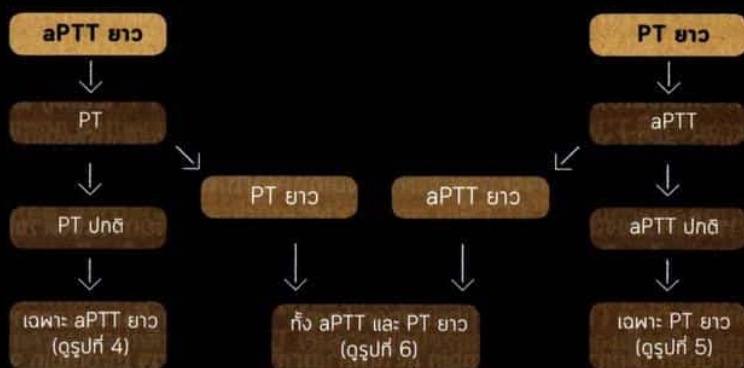 aPTT ยาว
PT ยาว
PT
aPTT
PT ยาว
aPTT ยาว
PT ปกติ
aPTT ปกติ
เฉพาะ aPTT ยาว
(ดูรูปที่ 4)
ทั้ง aPTT และ PT ยาว
(ดูรูปที่ 6)
เฉพาะ PT ยาว
(ดูรูปที่ 5)